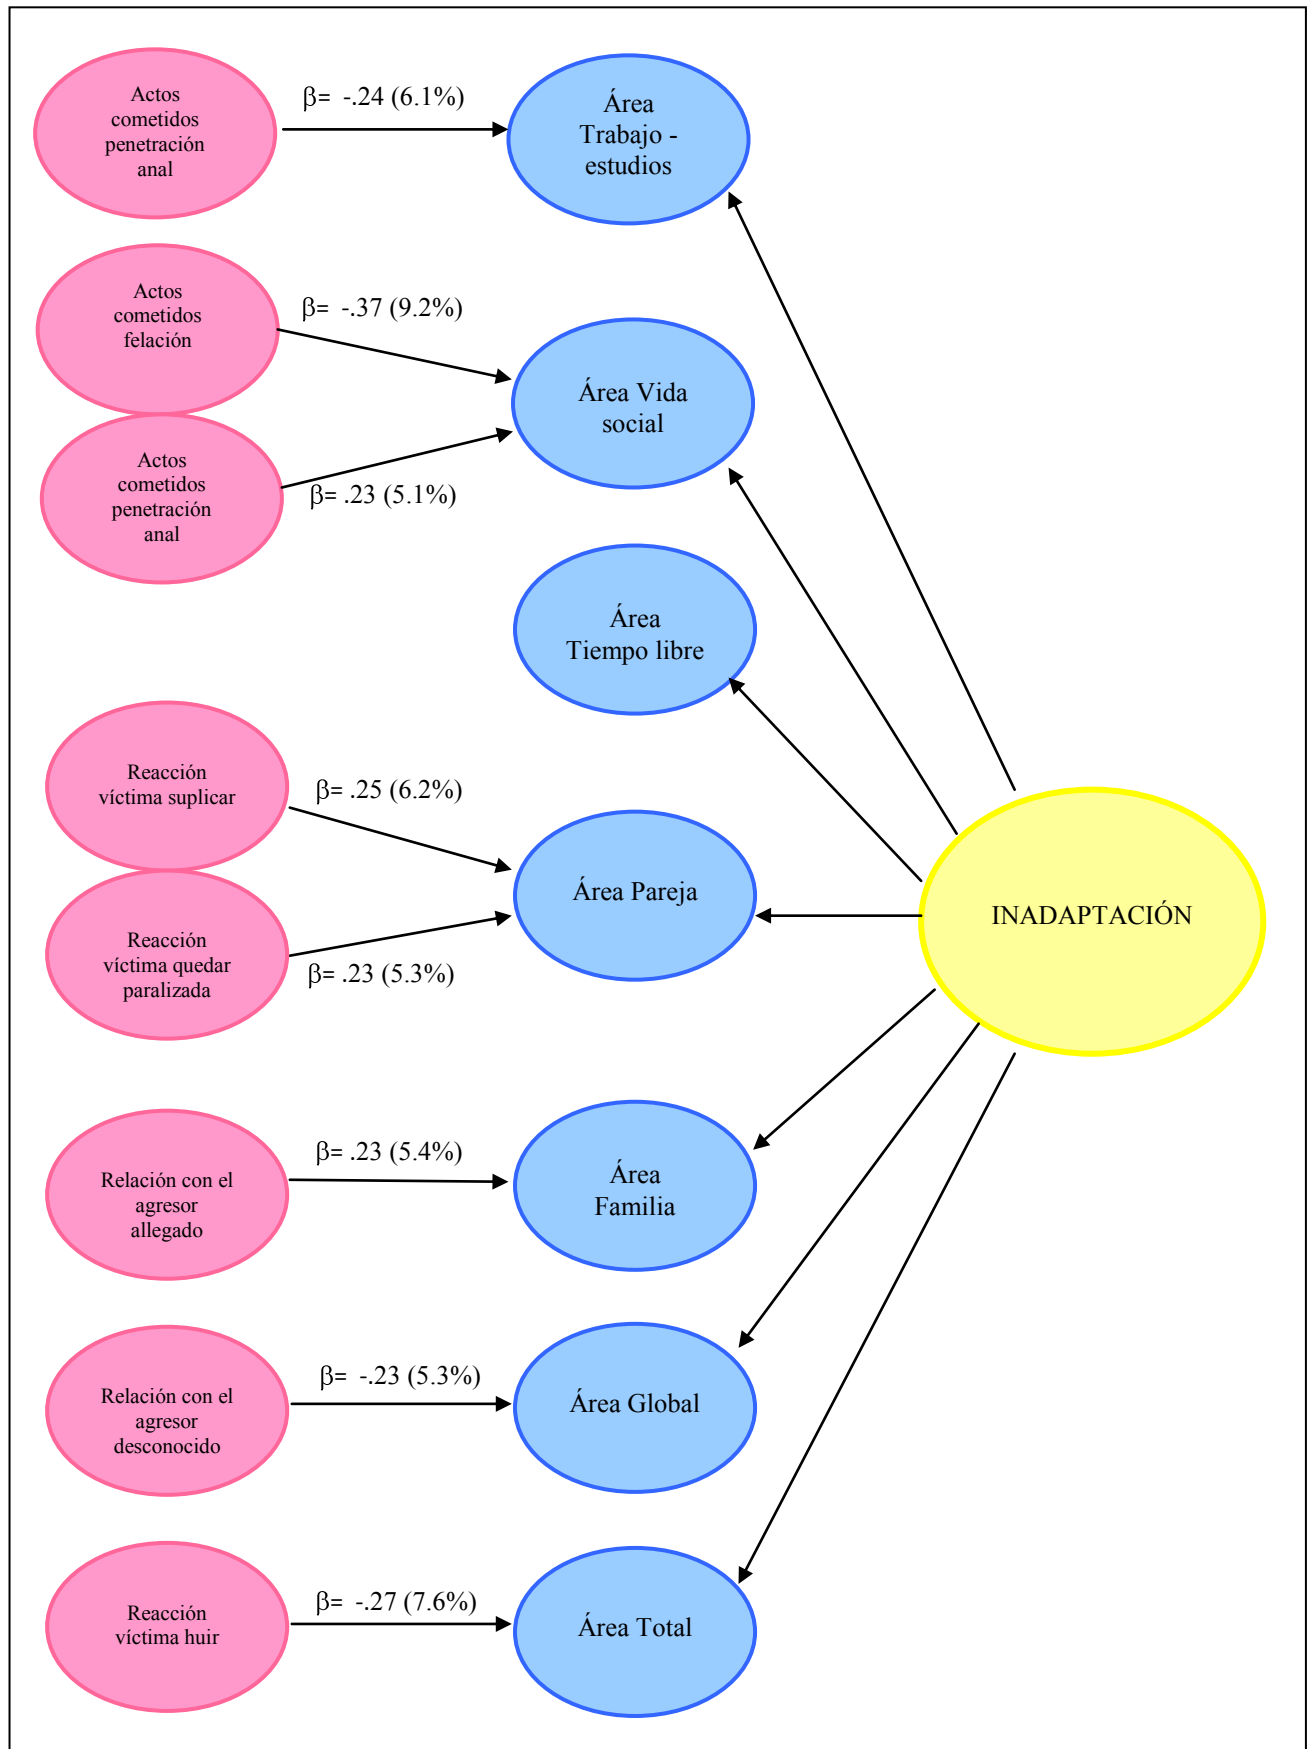 Actos
cometidos
penetración
anal
β= -.24 (6.1%)
Área
Trabajo -
estudios
Actos
cometidos
felación
β= -.37 (9.2%)
Área Vida
social
Actos
cometidos
penetración
anal
β= .23 (5.1%)
Área
Tiempo libre
Reacción
víctima suplicar
β= .25 (6.2%)
Área Pareja
INADAPTACIÓN
Reacción
víctima quedar
paralizada
β= .23 (5.3%)
Relación con el
agresor
allegado
β= .23 (5.4%)
Área
Familia
Relación con el
agresor
desconocido
β= -.23 (5.3%)
Área Global
Reacción
víctima huir
β= -.27 (7.6%)
Área Total